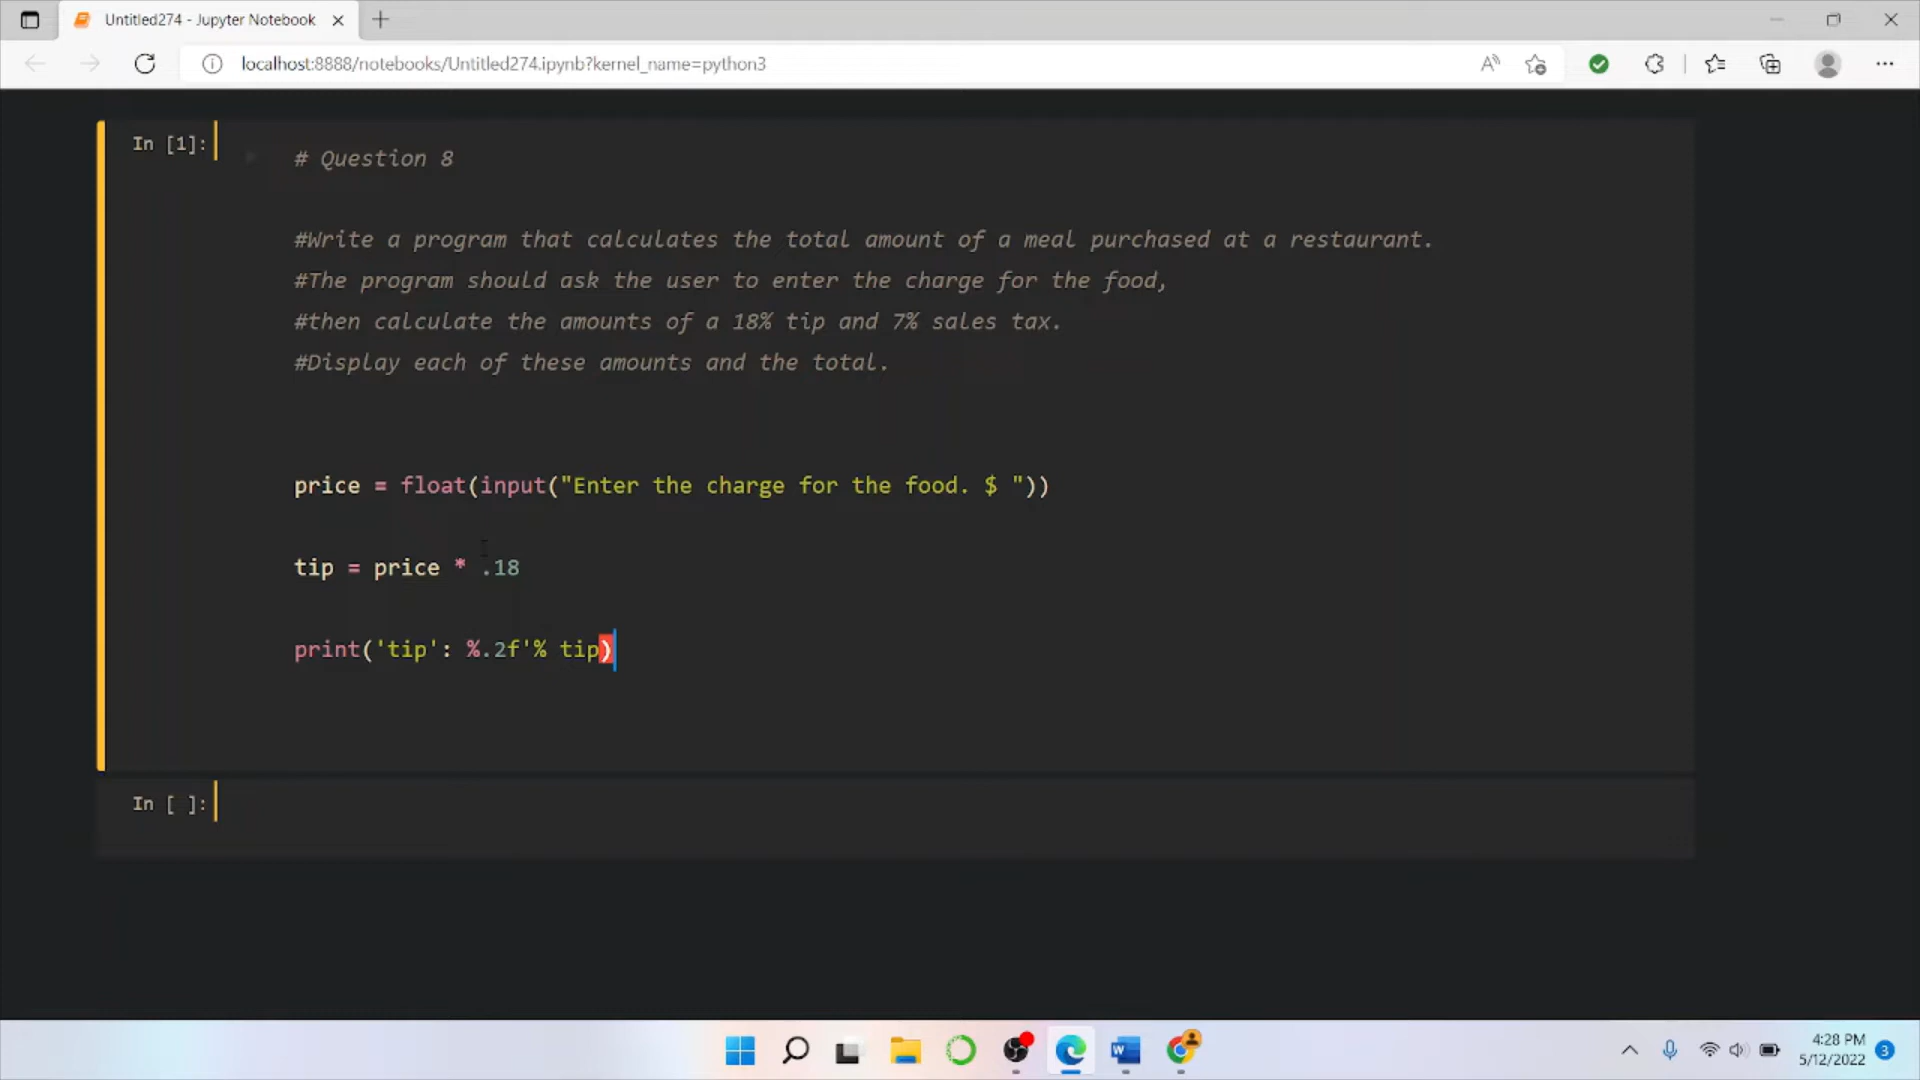 Untitled274 - Jupyter Notebook
localhost:8888/notebooks/Untitled274.ipynb?kernel_name=python3
In [1]:
# Question 8
#Write a program that calculates the total amount of a meal purchased at a restaurant.
#The program should ask the user to enter the charge for the food,
#then calculate the amounts of a 18% tip and 7% sales tax.
#Display each of these amounts and the total.
price = float(input("Enter the charge for the food. $ "))
tip = price * .18
print('tip': %.2f'% tip)
In [ ]:
4:28 PM
5/12/2022
3